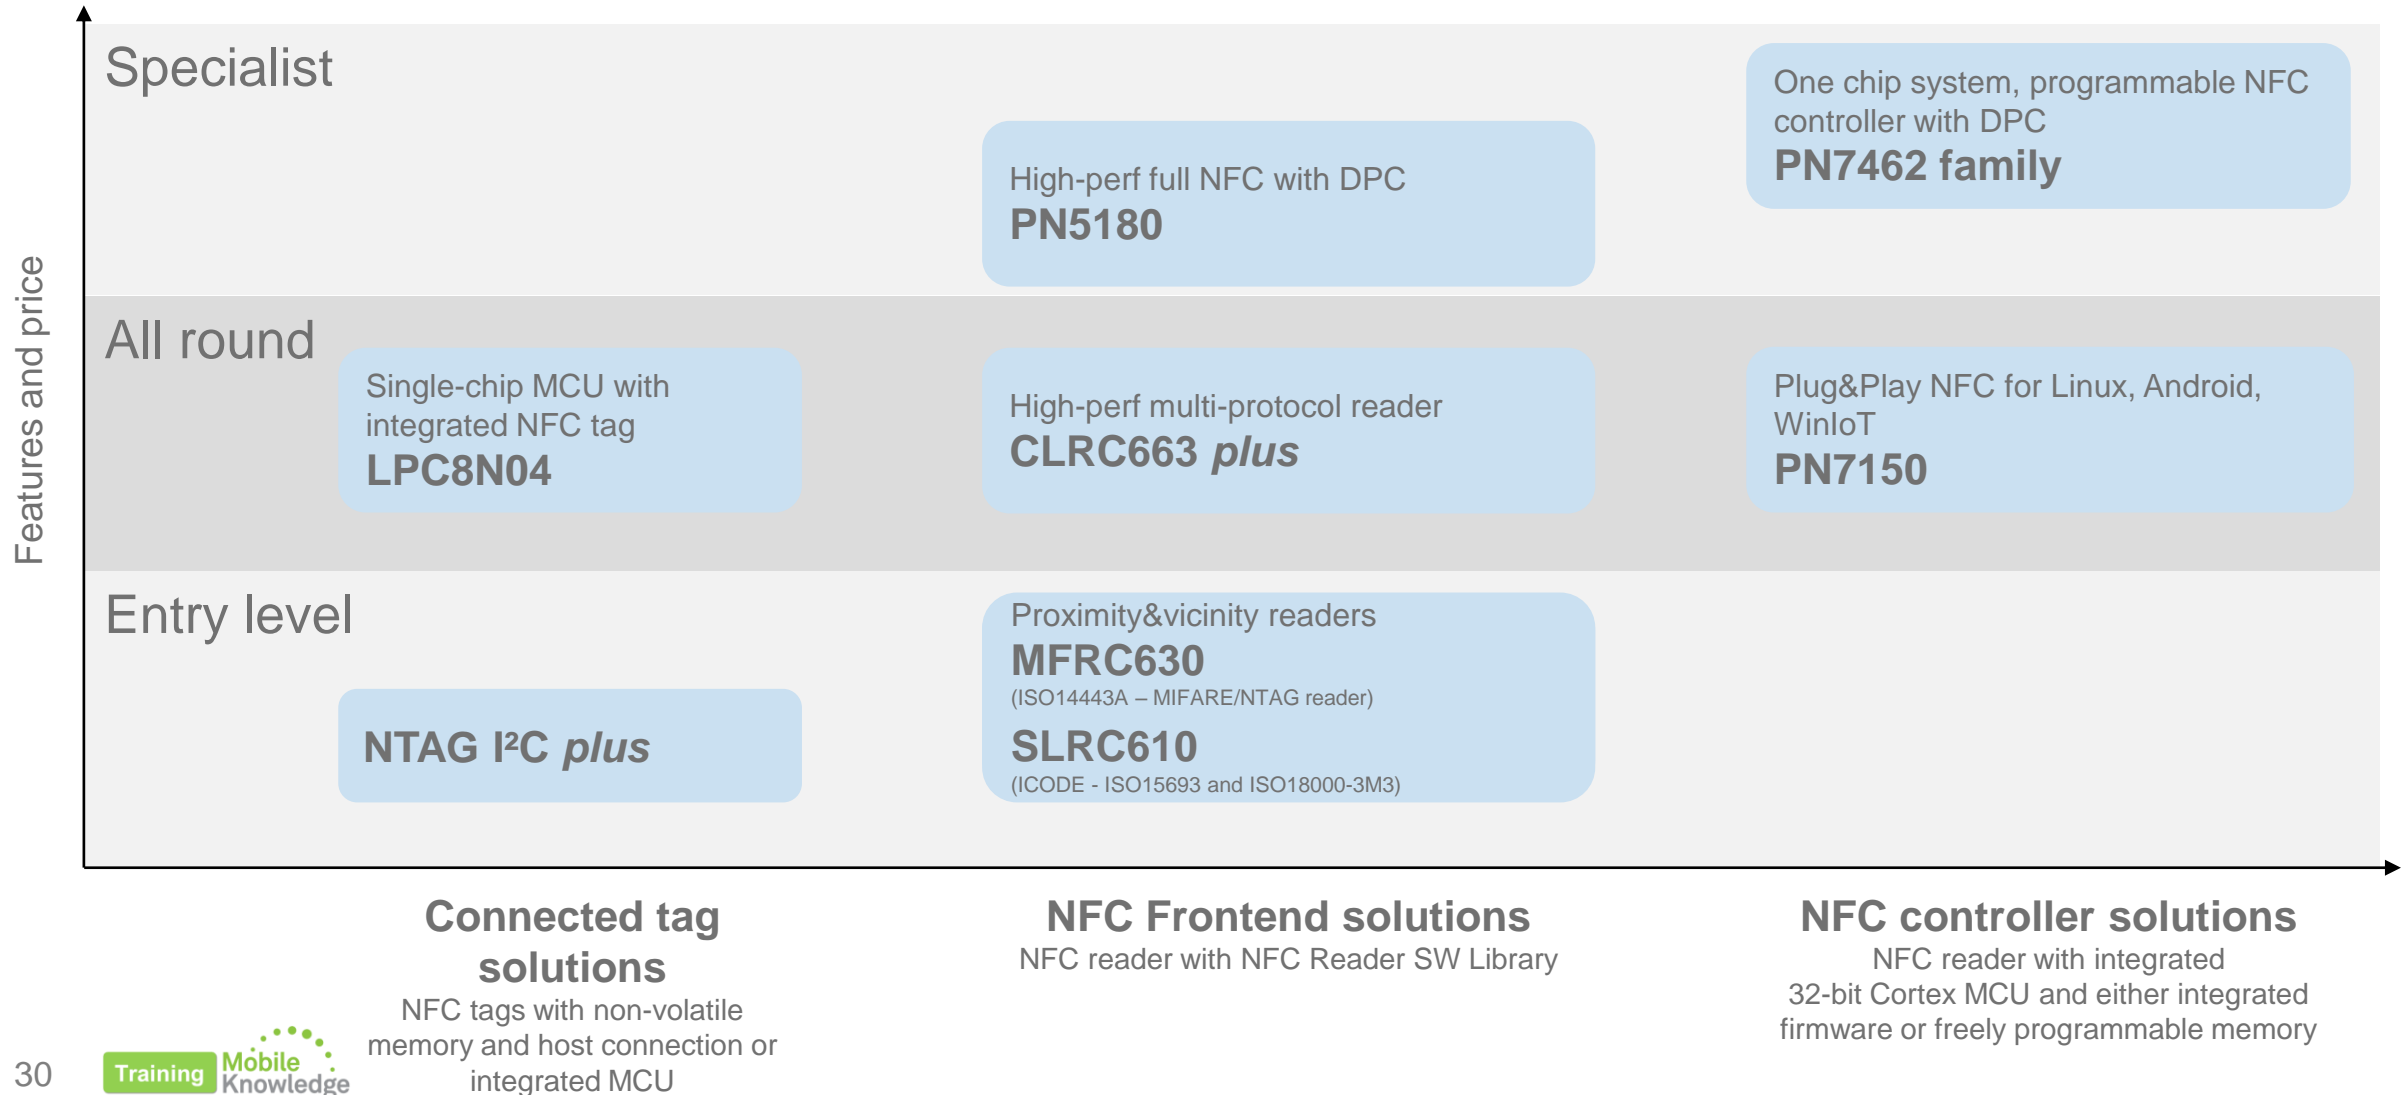 Features and price
Specialist
One chip system, programmable NFC
controller with DPC
PN7462 family
High-perf full NFC with DPC
PN5180
All round
Single-chip MCU with
integrated NFC tag
LPC8N04
High-perf multi-protocol reader
CLRC663 plus
Plug&Play NFC for Linux, Android,
WinIoT
PN7150
Entry level
NTAG I²C plus
Proximity&vicinity readers
MFRC630
(ISO14443A – MIFARE/NTAG reader)
SLRC610
(ICODE - ISO15693 and ISO18000-3M3)
Connected tag
solutions
NFC tags with non-volatile
memory and host connection or
integrated MCU
NFC Frontend solutions
NFC reader with NFC Reader SW Library
NFC controller solutions
NFC reader with integrated
32-bit Cortex MCU and either integrated
firmware or freely programmable memory
30
Training
Mobile
Knowledge